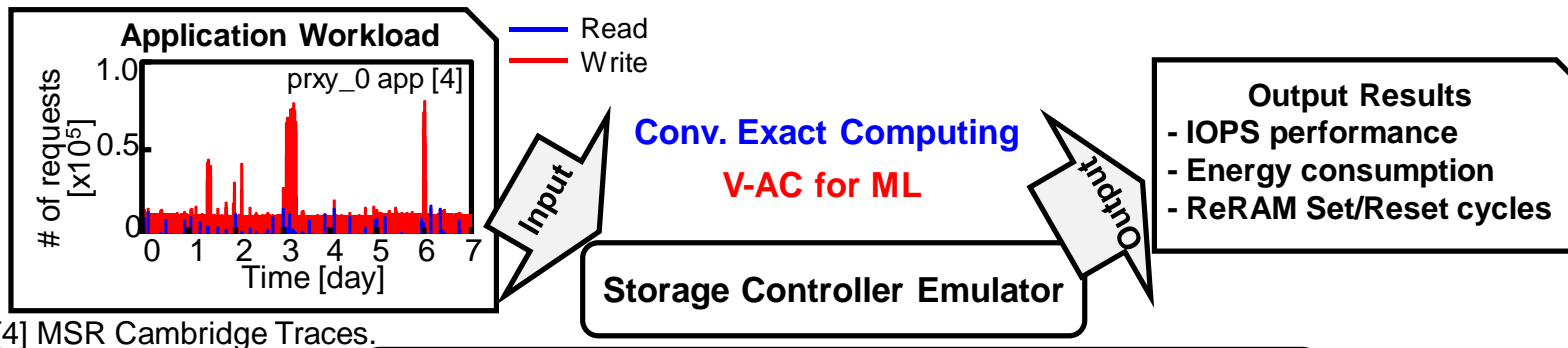 Application Workload
Read
Write
prxy_0 app [4]
# of requests
[x10⁵]
1.0
0.5
0
0 1 2 3 4 5 6 7
Time [day]
Input
Conv. Exact Computing
V-AC for ML
Storage Controller Emulator
Output
Output Results
- IOPS performance
- Energy consumption
- ReRAM Set/Reset cycles
4] MSR Cambridge Traces.